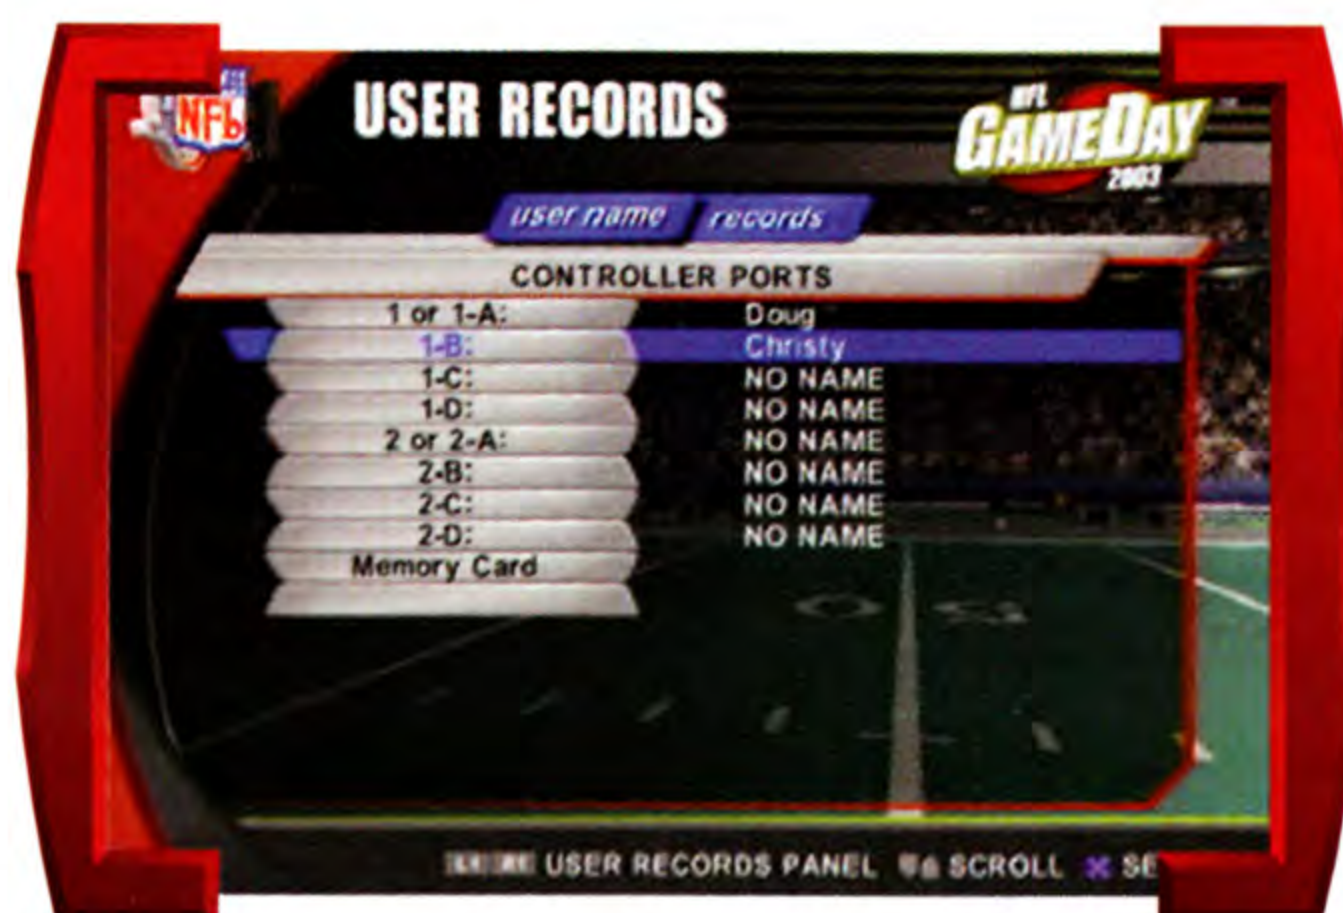 NFL
USER RECORDS
NFL
GAMEDAY
2003
user name records
CONTROLLER PORTS
1 or 1-A: Doug
1-B: Christy
1-C: NO NAME
1-D: NO NAME
2 or 2-A: NO NAME
2-B: NO NAME
2-C: NO NAME
2-D: NO NAME
Memory Card
USER RECORDS PANEL SCROLL SE